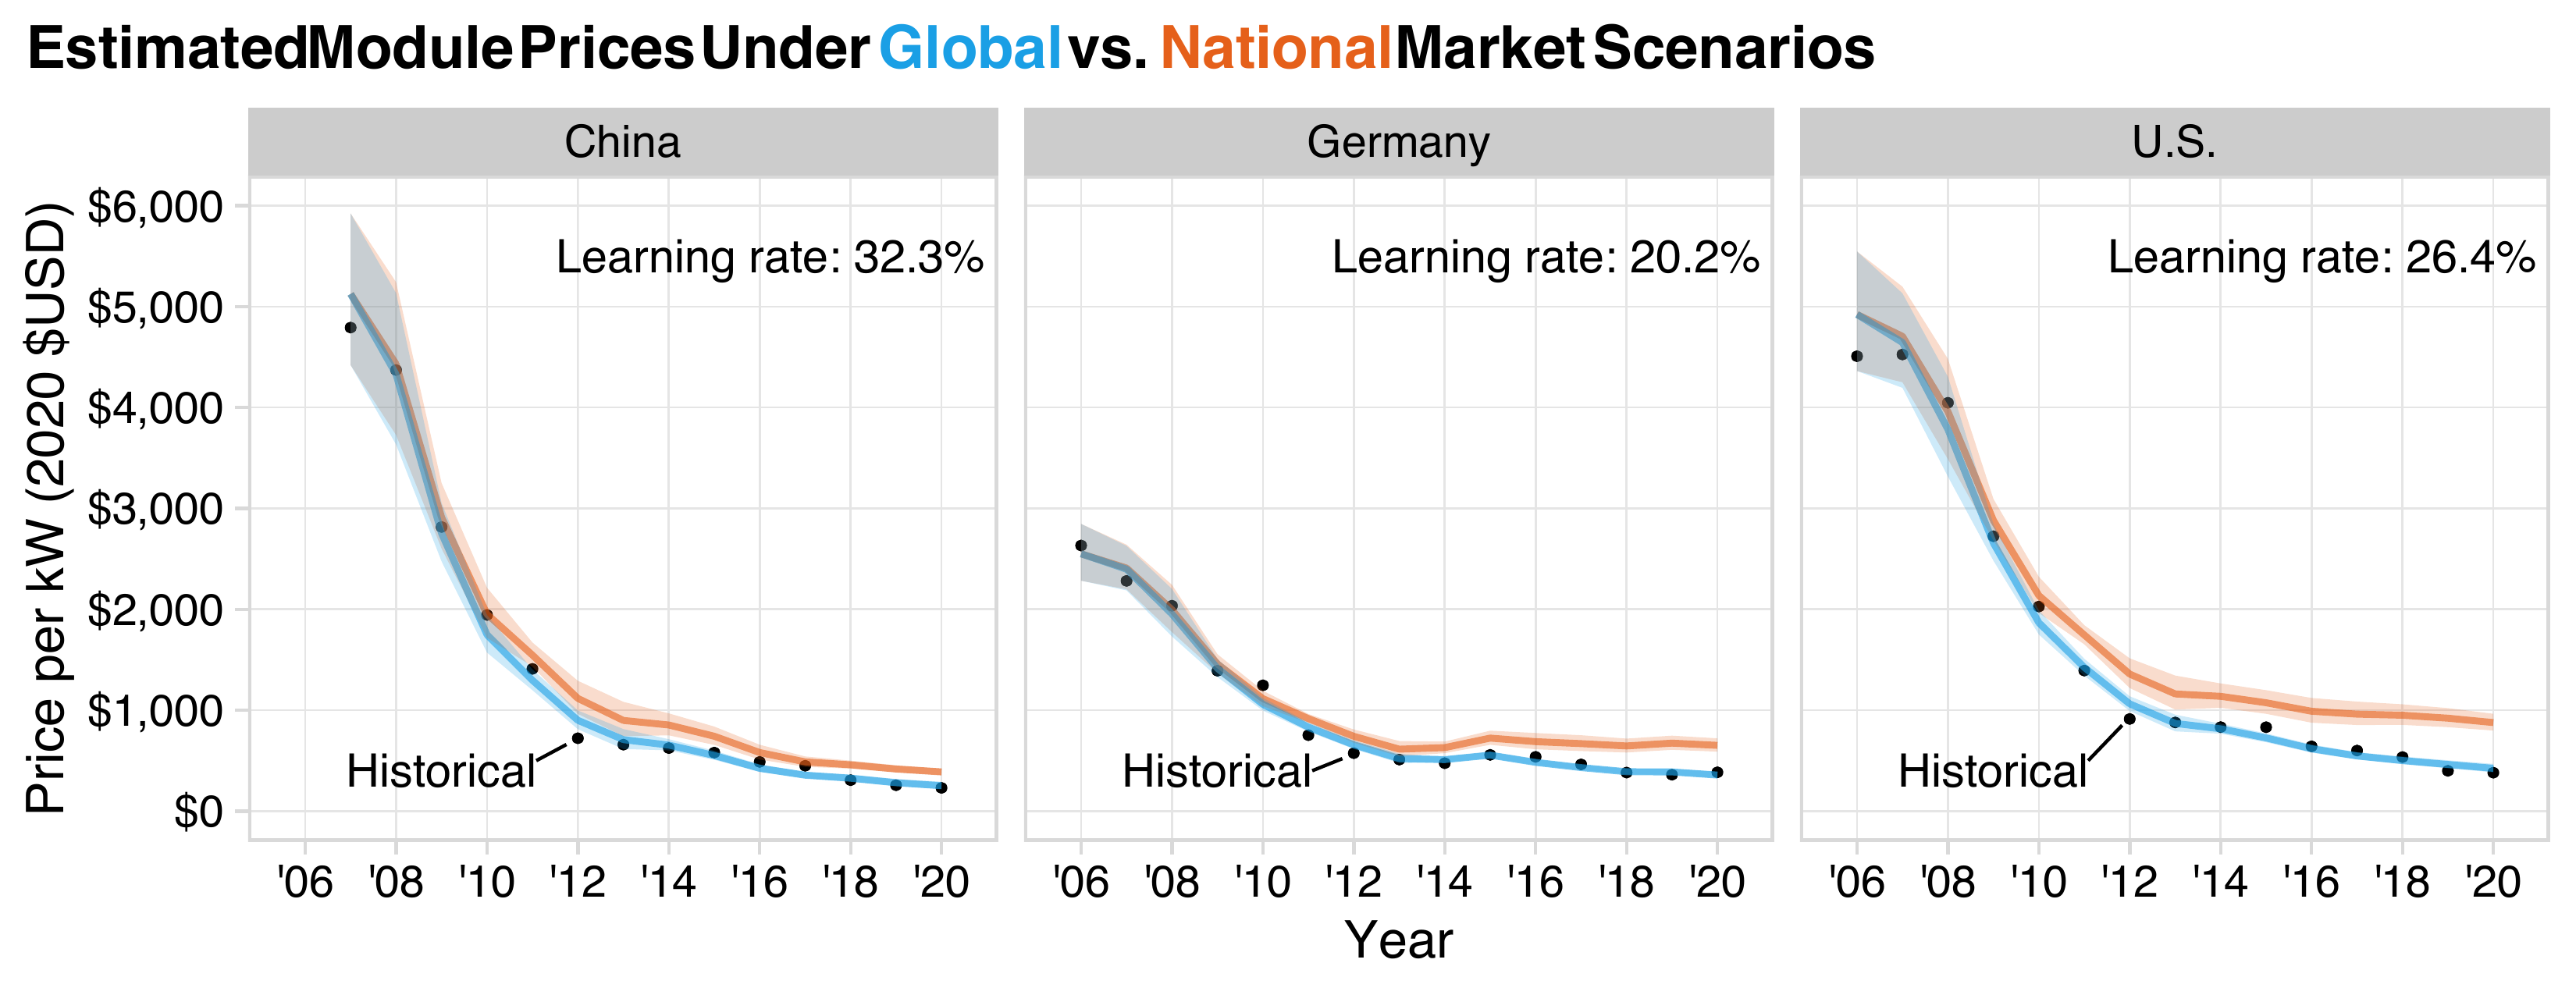 Estimated Module Prices Under Global vs. National Market Scenarios
China
Germany
U.S.
Price per kW (2020 $USD)
$6,000
$5,000
$4,000
$3,000
$2,000
$1,000
$0
Learning rate: 32.3%
Learning rate: 20.2%
Learning rate: 26.4%
Historical
Historical
Historical
'06 '08 '10 '12 '14 '16 '18 '20
'06 '08 '10 '12 '14 '16 '18 '20
'06 '08 '10 '12 '14 '16 '18 '20
Year